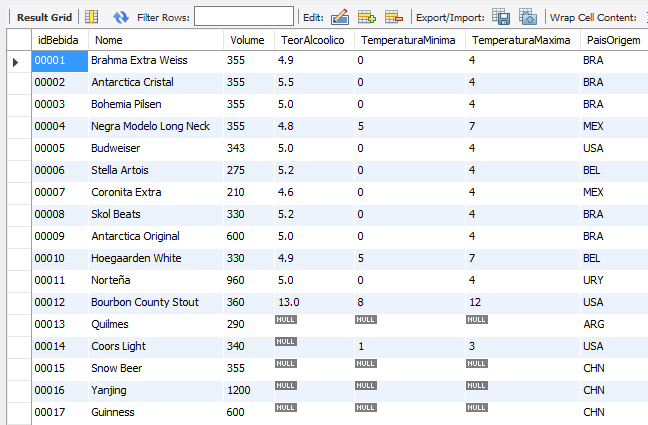 Result Grid Filter Rows: Edit: Export/Import: Wrap Cell Content:
idBebida Nome Volume TeorAlcoolico TemperaturaMinima TemperaturaMaxima PaisOrigem
00001 Brahma Extra Weiss 355 4.9 0 4 BRA
00002 Antarctica Cristal 355 5.5 0 4 BRA
00003 Bohemia Pilsen 355 5.0 0 4 BRA
00004 Negra Modelo Long Neck 355 4.8 5 7 MEX
00005 Budweiser 343 5.0 0 4 USA
00006 Stella Artois 275 5.2 0 4 BEL
00007 Coronita Extra 210 4.6 0 4 MEX
00008 Skol Beats 330 5.2 0 4 BRA
00009 Antarctica Original 600 5.0 0 4 BRA
00010 Hoegaarden White 330 4.9 5 7 BEL
00011 Norteña 960 5.0 0 4 URY
00012 Bourbon County Stout 360 13.0 8 12 USA
00013 Quilmes 290 NULL NULL NULL ARG
00014 Coors Light 340 NULL 1 3 USA
00015 Snow Beer 355 NULL NULL NULL CHN
00016 Yanjing 1200 NULL NULL NULL CHN
00017 Guinness 600 NULL NULL NULL CHN